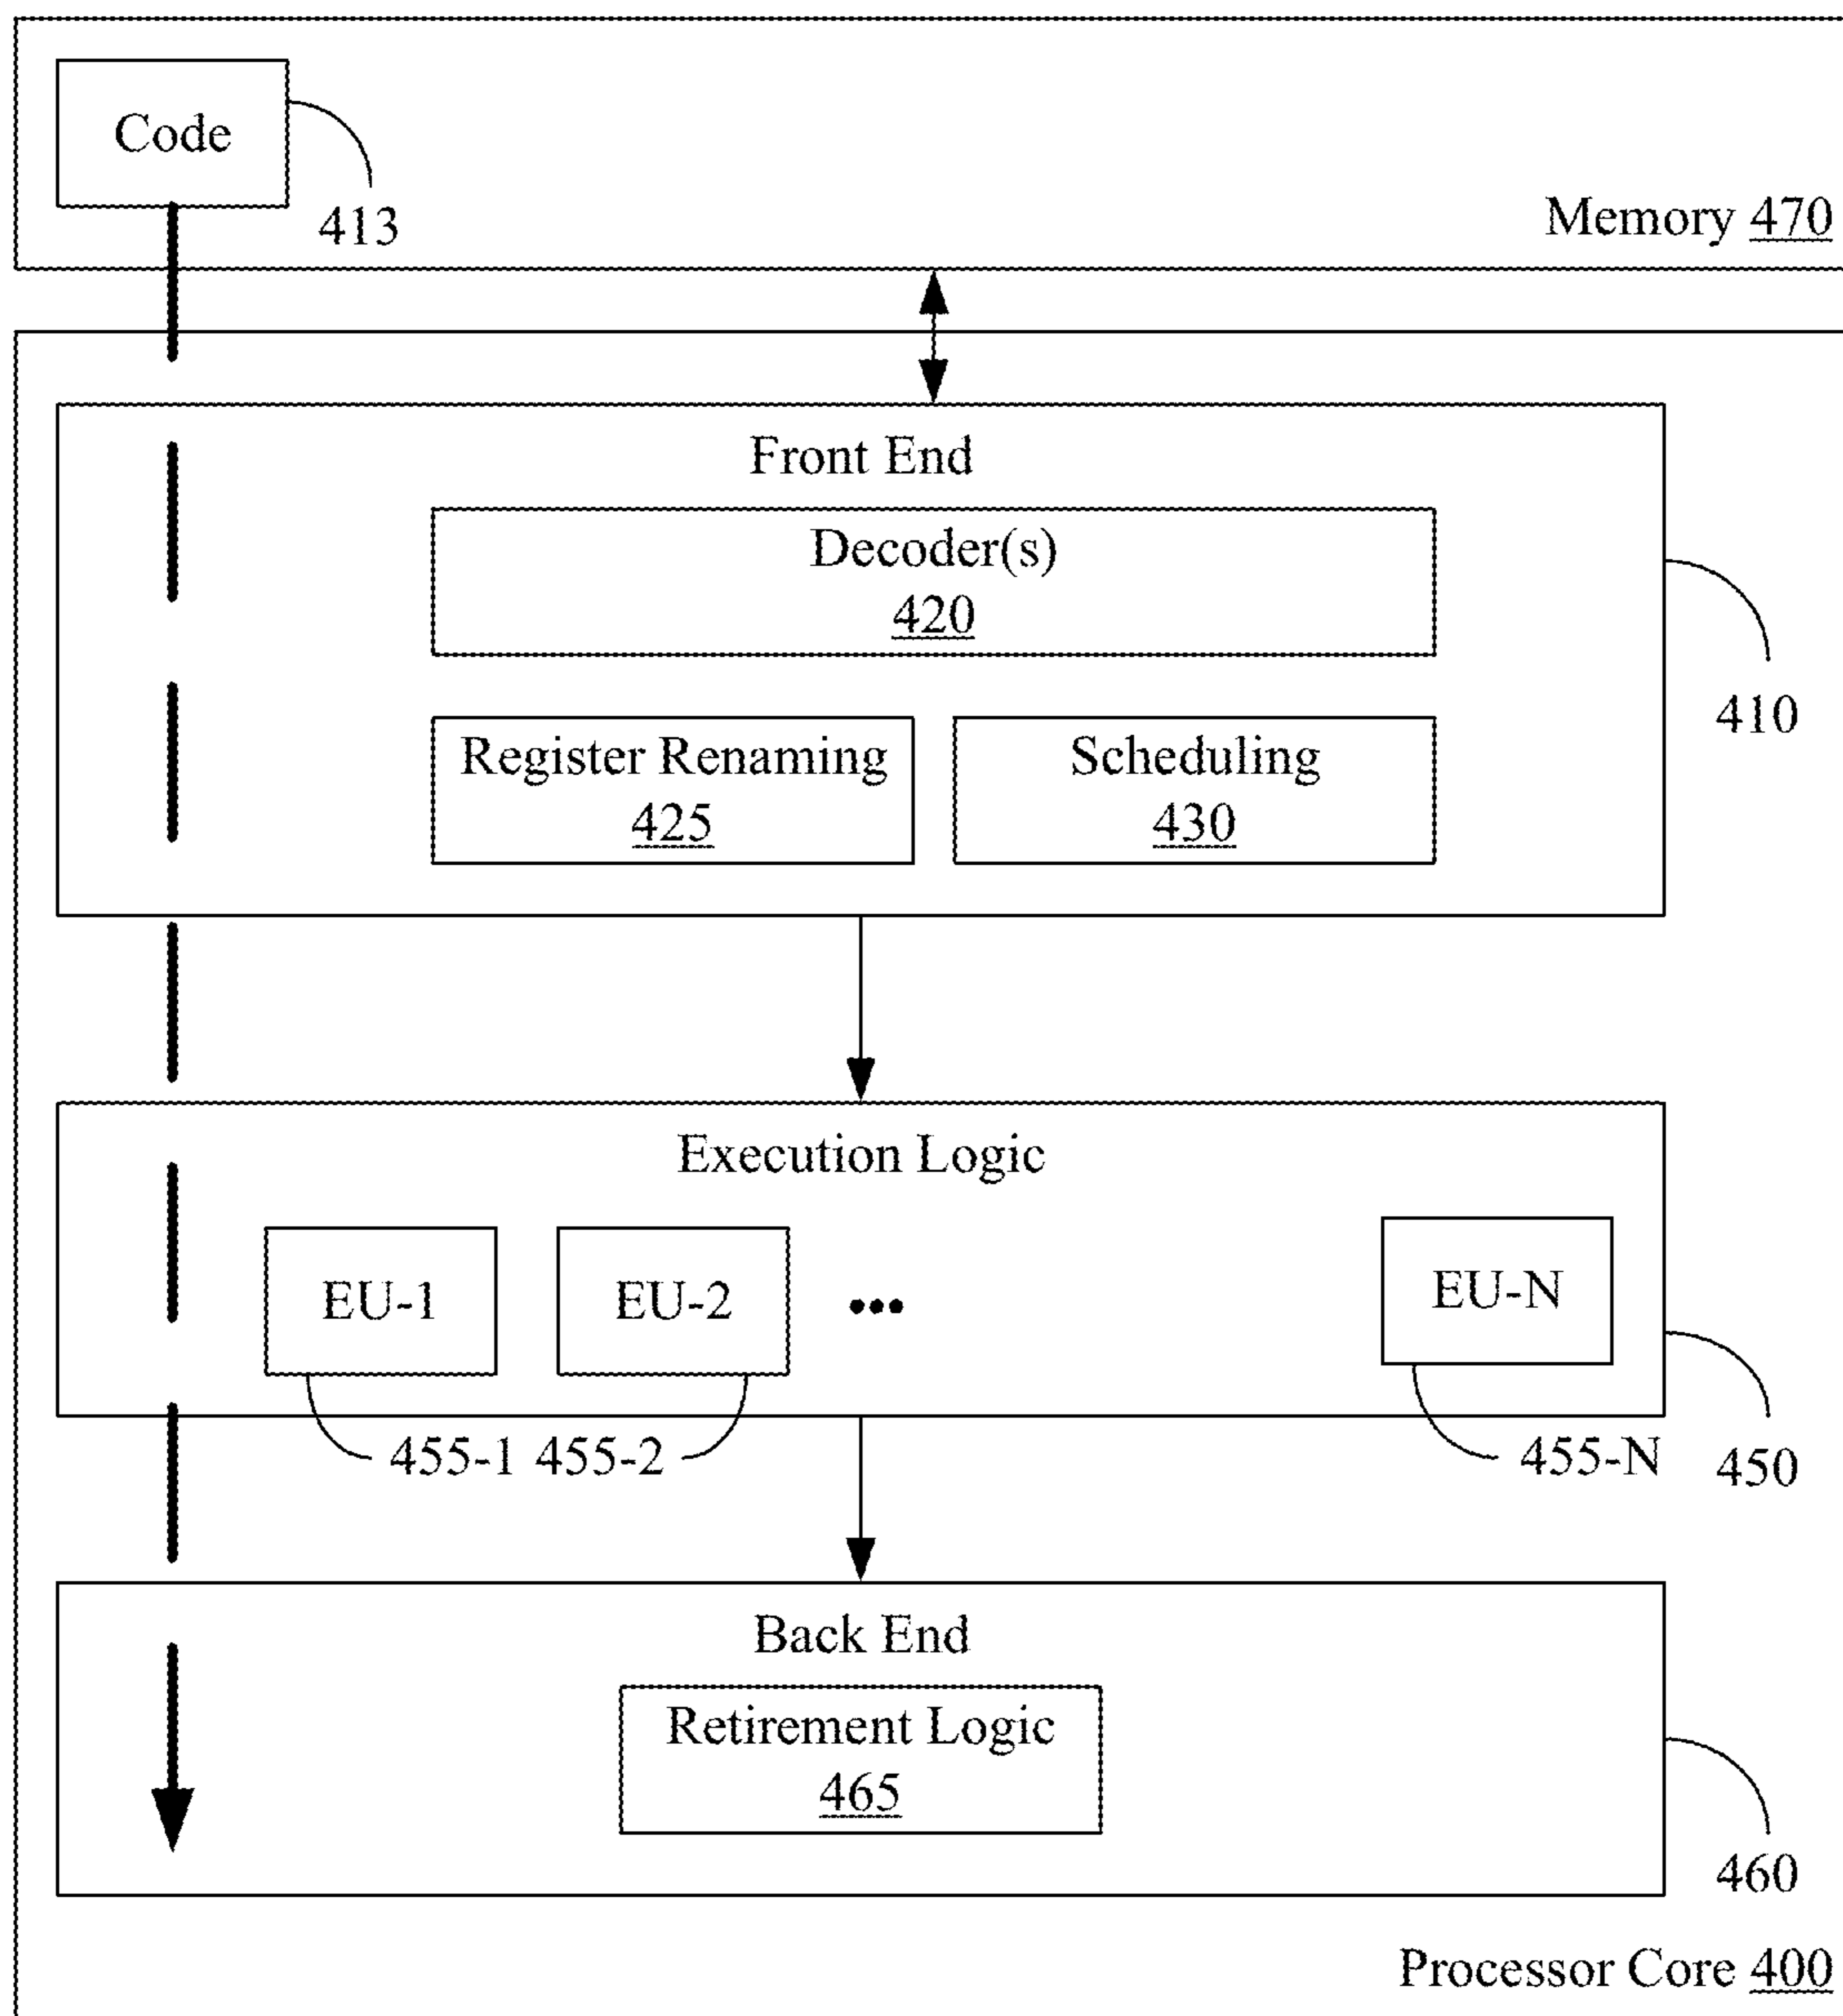 Code
413
Memory 470
Front End
Decoder(s)
420
410
Register Renaming
425
Scheduling
430
Execution Logic
EU-1
EU-2
•••
EU-N
455-1
455-2
455-N
450
Back End
Retirement Logic
465
460
Processor Core 400